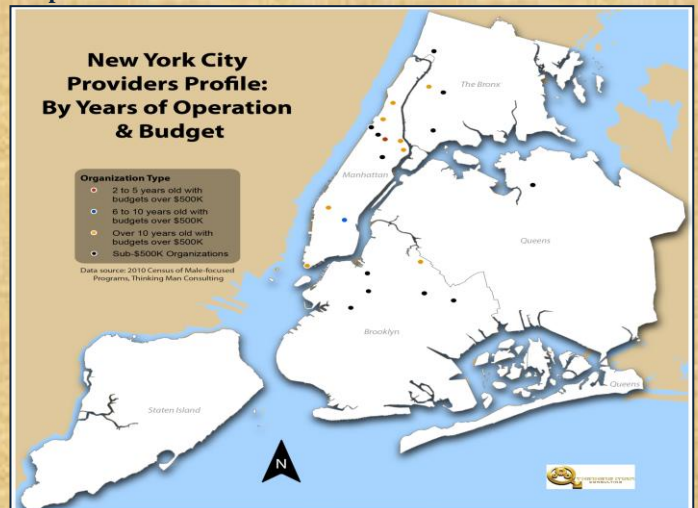 New York City
Providers Profile:
By Years of Operation
& Budget
Organization Type
2 to 5 years old with
budgets over $500K
6 to 10 years old with
budgets over $500K
Over 10 years old with
budgets over $500K
Sub-$500K Organizations
Data source: 2010 Census of Male-focused
Programs, Thinking Man Consulting
The Bronx
Manhattan
Queens
Brooklyn
Queens
Staten Island
N